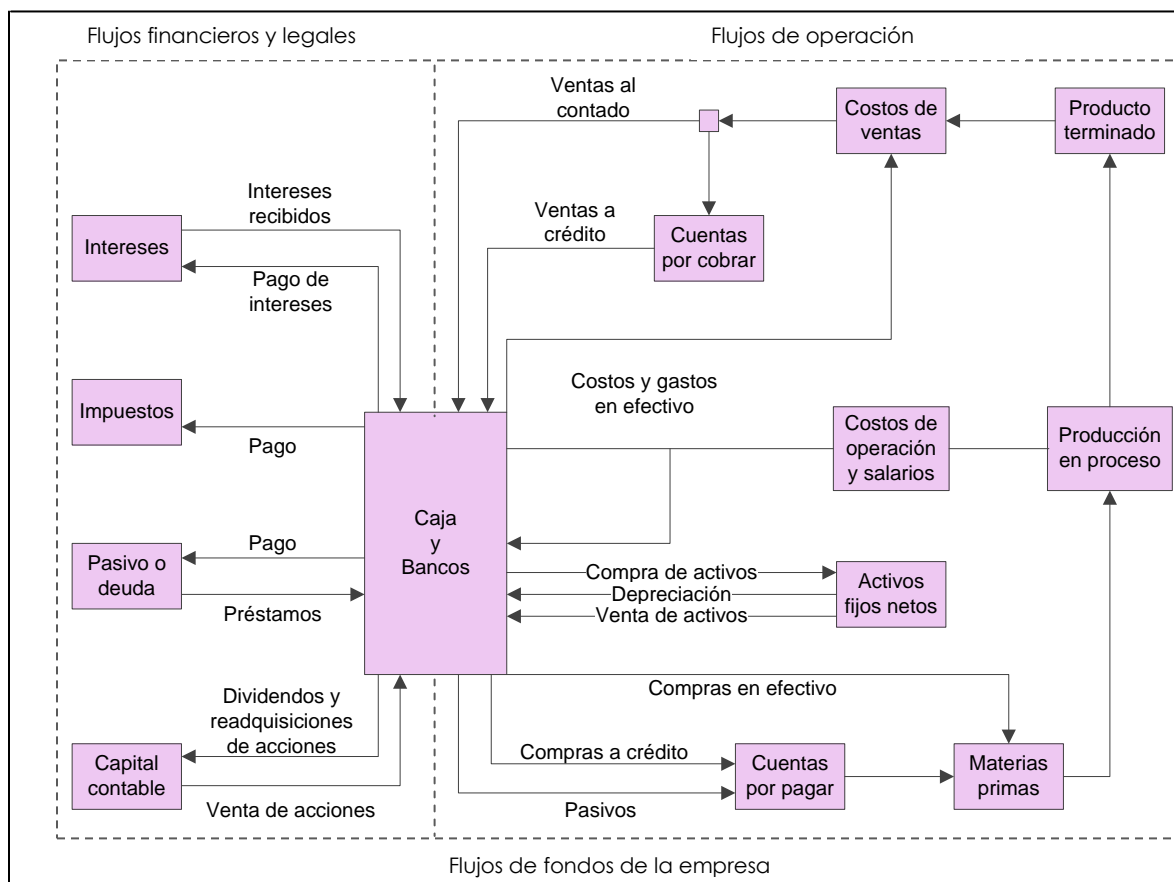 Flujos financieros y legales
Flujos de operación
Ventas al
contado
Costos de
ventas
Producto
terminado
Intereses
recibidos
Intereses
Pago de
intereses
Ventas a
crédito
Cuentas
por cobrar
Costos y gastos
en efectivo
Impuestos
Pago
Costos de
operación
y salarios
Producción
en proceso
Caja
y
Bancos
Pago
Pasivo o
deuda
Préstamos
Compra de activos
Depreciación
Venta de activos
Activos
fijos netos
Dividendos y
readquisiciones
de acciones
Capital
contable
Venta de acciones
Compras en efectivo
Compras a crédito
Pasivos
Cuentas
por pagar
Materias
primas
Flujos de fondos de la empresa